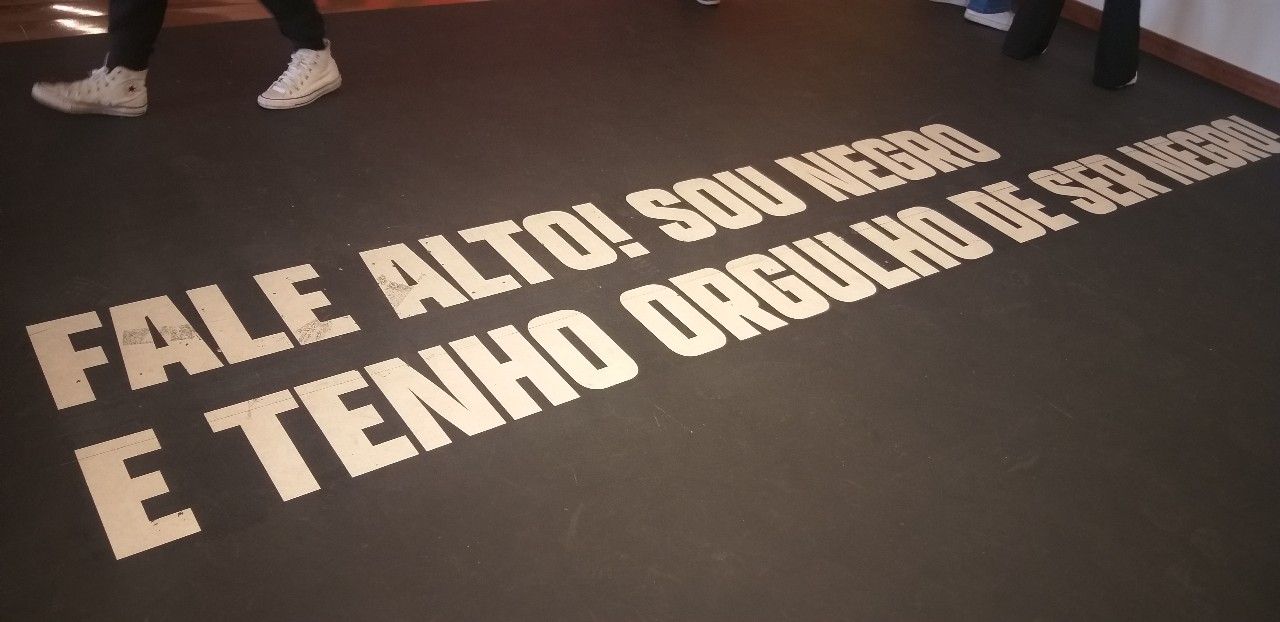 FALE ALTO! SOU NEGRO
E TENHO ORGULHO DE SER NEGRO!